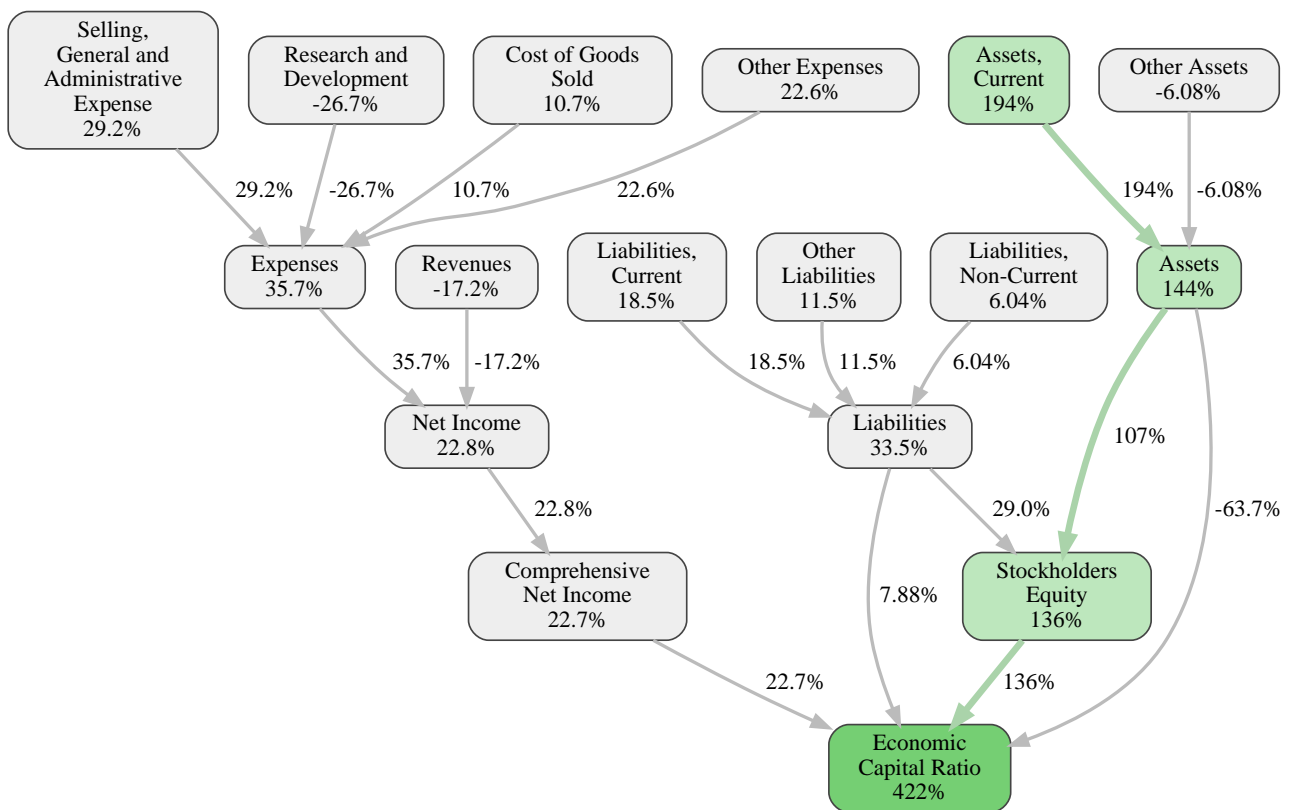 Selling,
General and
Administrative
Expense
29.2%
Research and
Development
-26.7%
Cost of Goods
Sold
10.7%
Other Expenses
22.6%
Assets,
Current
194%
Other Assets
-6.08%
29.2%
-26.7%
10.7%
22.6%
194%
-6.08%
Expenses
35.7%
Revenues
-17.2%
Liabilities,
Current
18.5%
Other
Liabilities
11.5%
Liabilities,
Non-Current
6.04%
Assets
144%
35.7%
-17.2%
18.5%
11.5%
6.04%
Net Income
22.8%
Liabilities
33.5%
107%
22.8%
29.0%
-63.7%
Comprehensive
Net Income
22.7%
7.88%
Stockholders
Equity
136%
22.7%
136%
Economic
Capital Ratio
422%